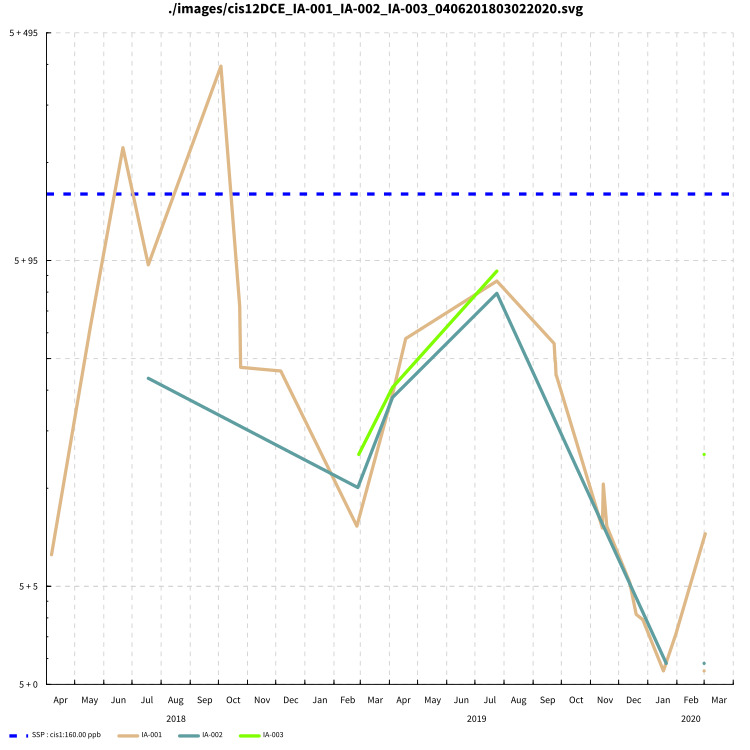 ./images/cis12DCE_IA-001_IA-002_IA-003_0406201803022020.svg
5 + 495
5 + 95
5 + 5
5 + 0
Apr May Jun Jul Aug Sep Oct Nov Dec Jan Feb Mar Apr May Jun Jul Aug Sep Oct Nov Dec Jan Feb Mar
2018 2019 2020
SSP : cis1:160.00 ppb IA-001 IA-002 IA-003